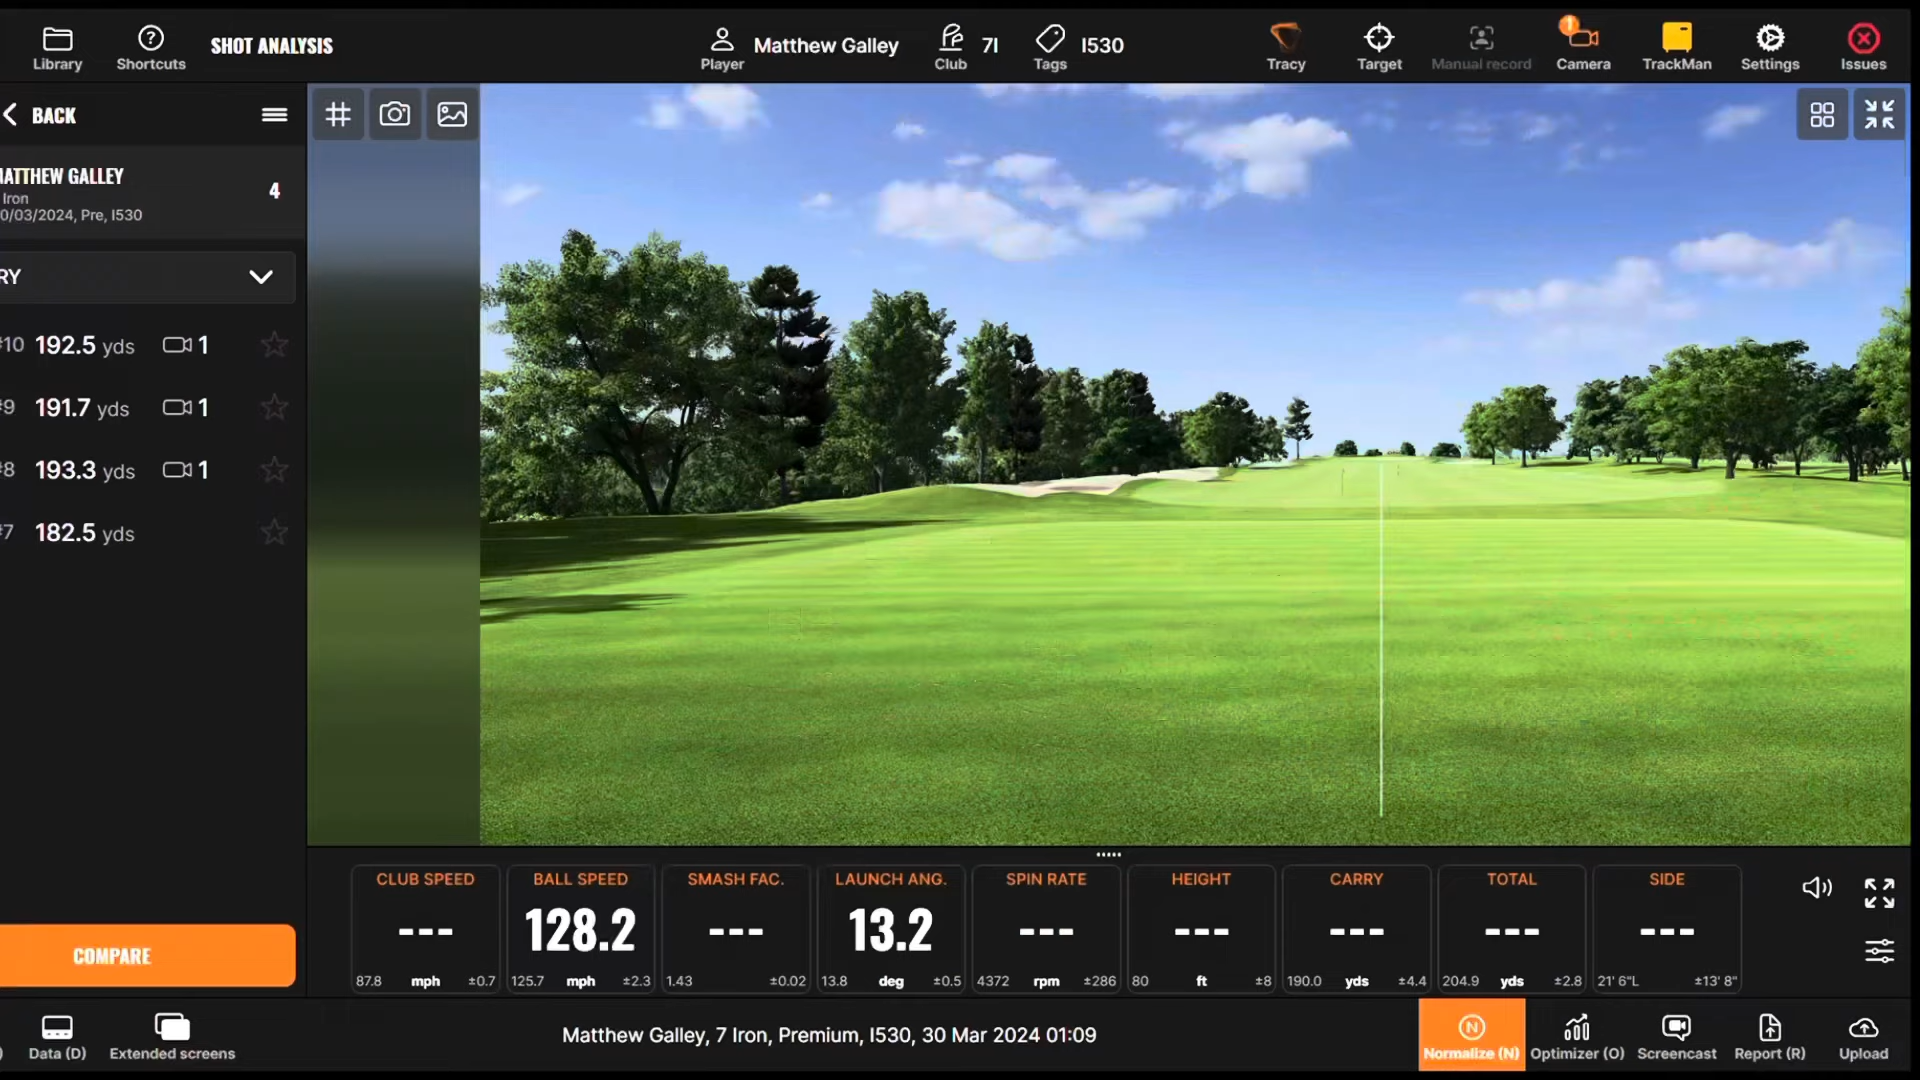 Library
Shortcuts
SHOT ANALYSIS
Player
Matthew Galley
Club
7I
Tags
I530
Tracy
Target
Manual record
1
Camera
TrackMan
Settings
Issues
BACK
ATTHEW GALLEY
Iron
0/03/2024, Pre, I530
4
RY
#10 192.5 yds 1
#9 191.7 yds 1
#8 193.3 yds 1
#7 182.5 yds
COMPARE
CLUB SPEED
---
87.8 mph ±0.7
BALL SPEED
128.2
125.7 mph ±2.3
SMASH FAC.
---
1.43 ±0.02
LAUNCH ANG.
13.2
13.8 deg ±0.5
SPIN RATE
---
4372 rpm ±286
HEIGHT
---
80 ft ±8
CARRY
---
190.0 yds ±4.4
TOTAL
---
204.9 yds ±2.8
SIDE
---
21' 6"L ±13' 8"
)
Data (D)
Extended screens
Matthew Galley, 7 Iron, Premium, I530, 30 Mar 2024 01:09
N
Normalize (N)
Optimizer (O)
Screencast
Report (R)
Upload